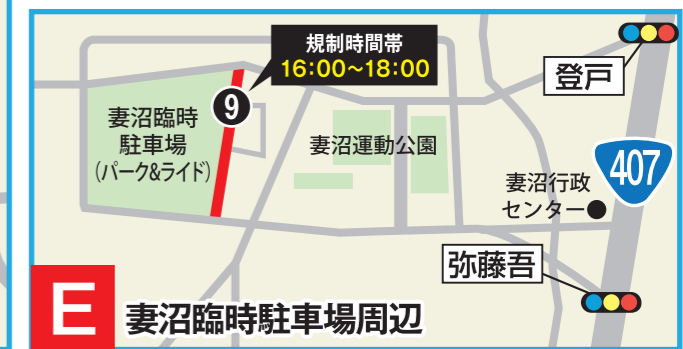 規制時間帯
16:00~18:00
9
登戸
妻沼臨時
駐車場
(パーク&ライド)
妻沼運動公園
407
妻沼行政
センター
弥藤吾
E
妻沼臨時駐車場周辺